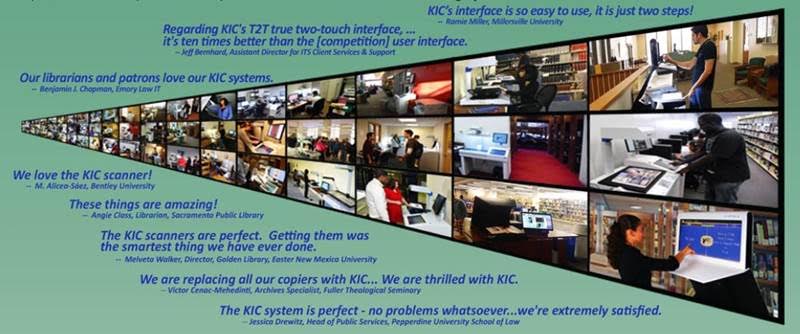 KIC's interface is so easy to use, it is just two steps!
-- Ramie Miller, Millersville University
Regarding KIC's T2T true two-touch interface, ...
it's ten times better than the [competition] user interface.
-- Jeff Bernhard, Assistant Director for ITS Client Services & Support
Our librarians and patrons love our KIC systems.
-- Benjamin J. Chapman, Emory Law IT
We love the KIC scanner!
-- M. Alicea-Sáez, Bentley University
These things are amazing!
-- Angie Class, Librarian, Sacramento Public Library
The KIC scanners are perfect. Getting them was
the smartest thing we have ever done.
-- Melveta Walker, Director, Golden Library, Easter New Mexico University
We are replacing all our copiers with KIC... We are thrilled with KIC.
-- Victor Cenac-Mehedinti, Archives Specialist, Fuller Theological Seminary
The KIC system is perfect - no problems whatsoever...we're extremely satisfied.
-- Jessica Drewitz, Head of Public Services, Pepperdine University School of Law